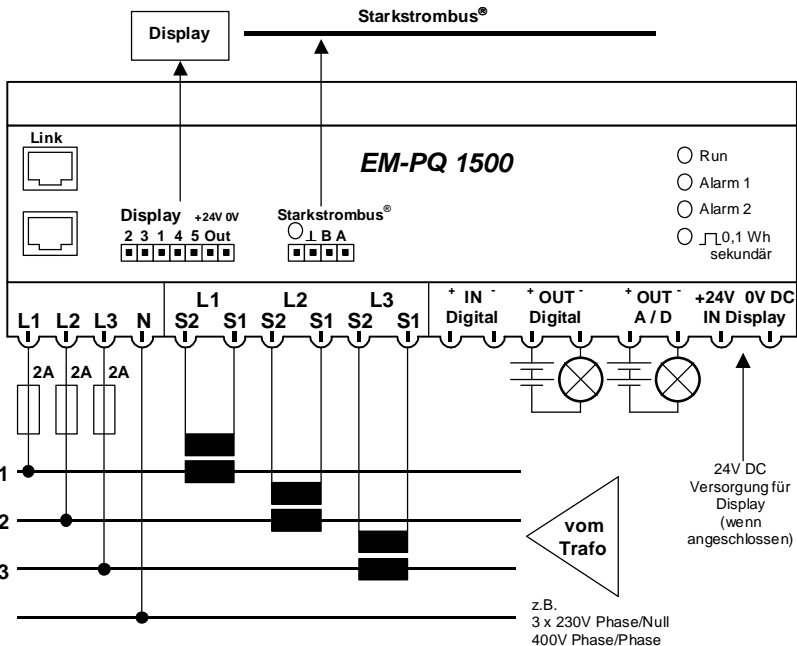 Starkstrombus®
Display
Link
EM-PQ 1500
Run
Alarm 1
Alarm 2
0,1 Wh
sekundär
Display +24V 0V
2 3 1 4 5 Out
Starkstrombus®
⊥ B A
L1 L2 L3 N
L1 L2 L3
S2 S1 S2 S1 S2 S1
+ IN -
Digital
+ OUT -
Digital
+ OUT -
A / D
+24V 0V DC
IN Display
2A 2A 2A
1
2
3
vom
Trafo
24V DC
Versorgung für
Display
(wenn
angeschlossen)
z.B.
3 x 230V Phase/Null
400V Phase/Phase